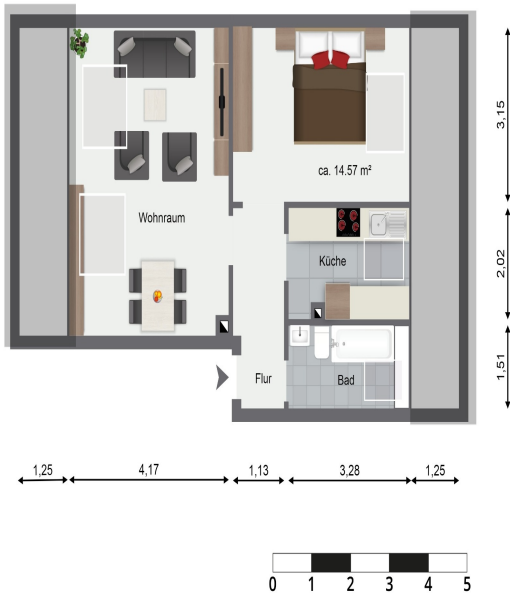 3,15
ca. 14.57 m²
Wohnraum
Küche
2,02
Flur
Bad
1,51
1,25 4,17 1,13 3,28 1,25
0 1 2 3 4 5